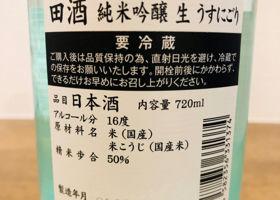 田酒 純米吟醸 生 うすにごり
要冷蔵
ご購入後は品質保持の為、直射日光を避け、冷蔵で
の保存をお願いいたします。開栓前後にかかわらず、
できるだけお早めにお召し上がりください。
品目 日本酒 内容量 720ml
アルコール分 16度
原材料名 米(国産)
米こうじ(国産米)
精米歩合 50%
製造年月